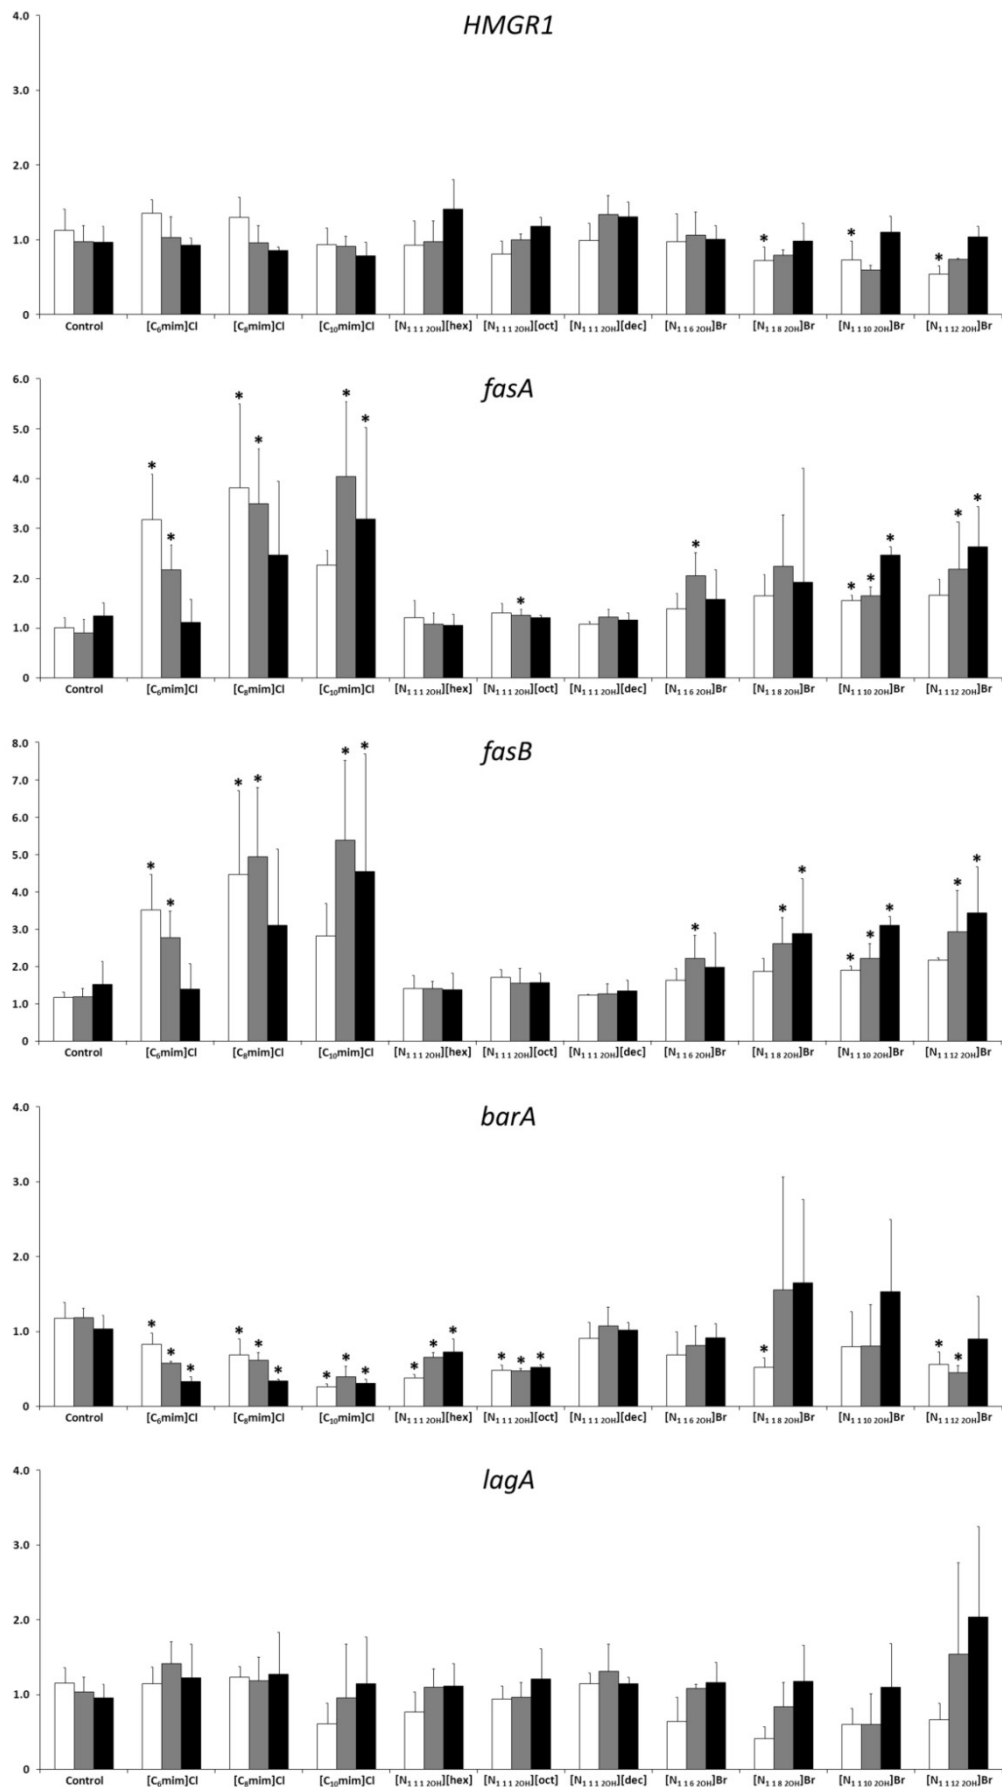 HMGR1
4.0
3.0
2.0
1.0
0
* * *
Control [C₆mim]Cl [C₈mim]Cl [C₁₀mim]Cl [N₁ ₁ ₁ ₂OH][hex] [N₁ ₁ ₁ ₂OH][oct] [N₁ ₁ ₁ ₂OH][dec] [N₁ ₁ ₆ ₂OH]Br [N₁ ₁ ₈ ₂OH]Br [N₁ ₁ ₁₀ ₂OH]Br [N₁ ₁ ₁₂ ₂OH]Br
fasA
6.0
5.0
4.0
3.0
2.0
1.0
0
* * * * * * * * * * * * *
Control [C₆mim]Cl [C₈mim]Cl [C₁₀mim]Cl [N₁ ₁ ₁ ₂OH][hex] [N₁ ₁ ₁ ₂OH][oct] [N₁ ₁ ₁ ₂OH][dec] [N₁ ₁ ₆ ₂OH]Br [N₁ ₁ ₈ ₂OH]Br [N₁ ₁ ₁₀ ₂OH]Br [N₁ ₁ ₁₂ ₂OH]Br
fasB
8.0
7.0
6.0
5.0
4.0
3.0
2.0
1.0
0
* * * * * * * * * * * * * *
Control [C₆mim]Cl [C₈mim]Cl [C₁₀mim]Cl [N₁ ₁ ₁ ₂OH][hex] [N₁ ₁ ₁ ₂OH][oct] [N₁ ₁ ₁ ₂OH][dec] [N₁ ₁ ₆ ₂OH]Br [N₁ ₁ ₈ ₂OH]Br [N₁ ₁ ₁₀ ₂OH]Br [N₁ ₁ ₁₂ ₂OH]Br
barA
4.0
3.0
2.0
1.0
0
* * * * * * * * * * * * * * * * * *
Control [C₆mim]Cl [C₈mim]Cl [C₁₀mim]Cl [N₁ ₁ ₁ ₂OH][hex] [N₁ ₁ ₁ ₂OH][oct] [N₁ ₁ ₁ ₂OH][dec] [N₁ ₁ ₆ ₂OH]Br [N₁ ₁ ₈ ₂OH]Br [N₁ ₁ ₁₀ ₂OH]Br [N₁ ₁ ₁₂ ₂OH]Br
lagA
4.0
3.0
2.0
1.0
0
Control [C₆mim]Cl [C₈mim]Cl [C₁₀mim]Cl [N₁ ₁ ₁ ₂OH][hex] [N₁ ₁ ₁ ₂OH][oct] [N₁ ₁ ₁ ₂OH][dec] [N₁ ₁ ₆ ₂OH]Br [N₁ ₁ ₈ ₂OH]Br [N₁ ₁ ₁₀ ₂OH]Br [N₁ ₁ ₁₂ ₂OH]Br